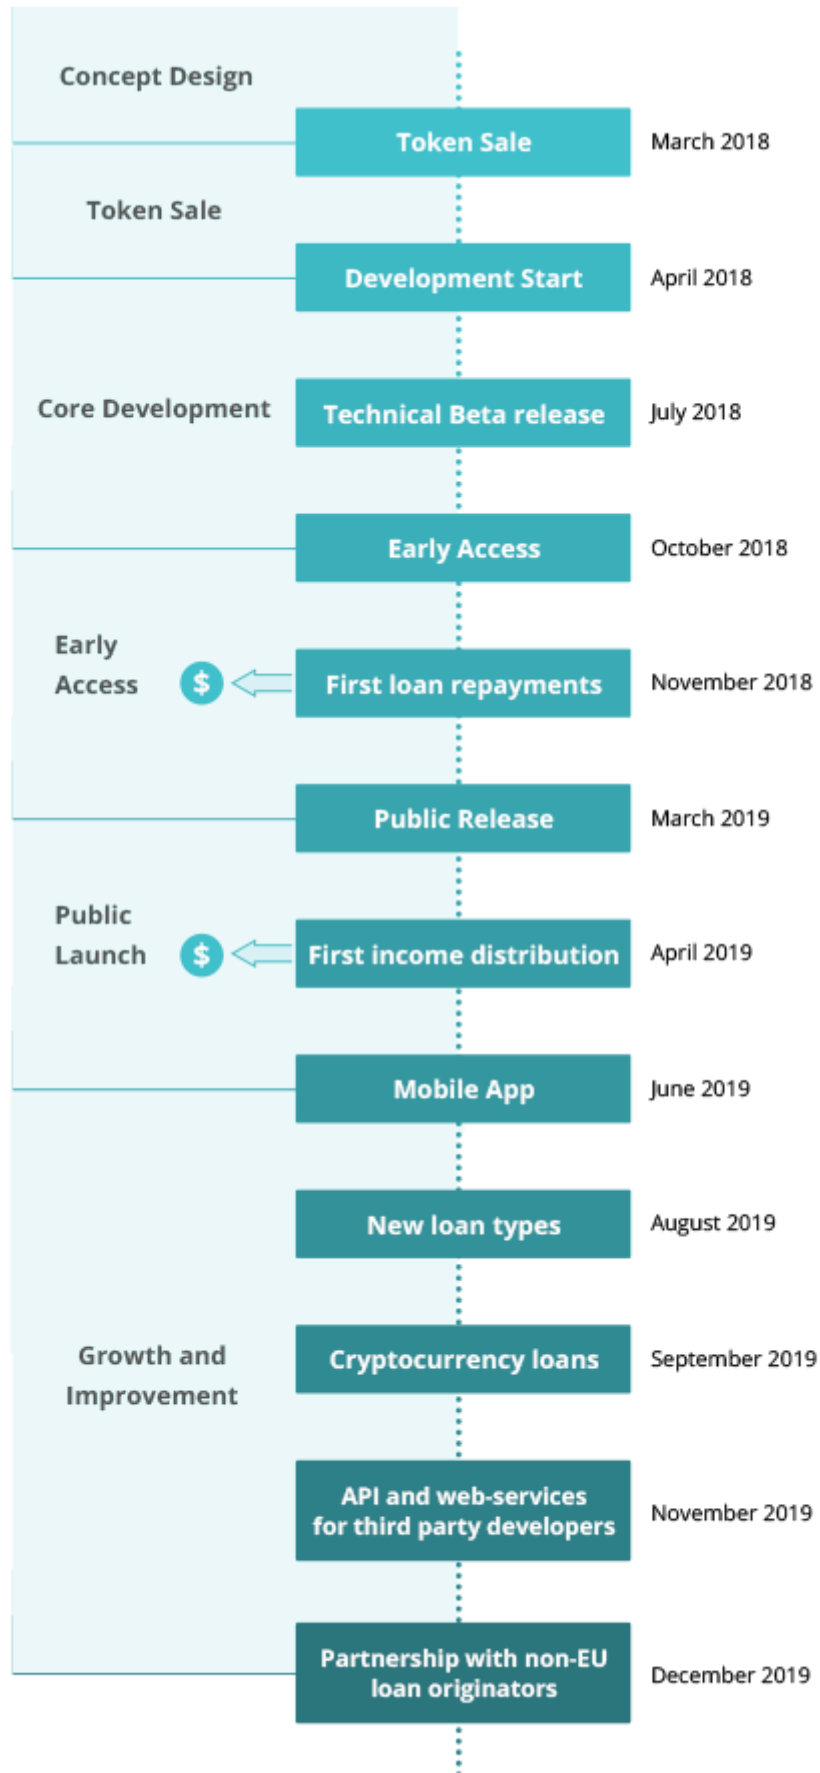 Concept Design
Token Sale
March 2018
Token Sale
Development Start
April 2018
Core Development
Technical Beta release
July 2018
Early Access
October 2018
Early
Access
$
First loan repayments
November 2018
Public Release
March 2019
Public
Launch
$
First income distribution
April 2019
Mobile App
June 2019
New loan types
August 2019
Growth and
Improvement
Cryptocurrency loans
September 2019
API and web-services
for third party developers
November 2019
Partnership with non-EU
loan originators
December 2019